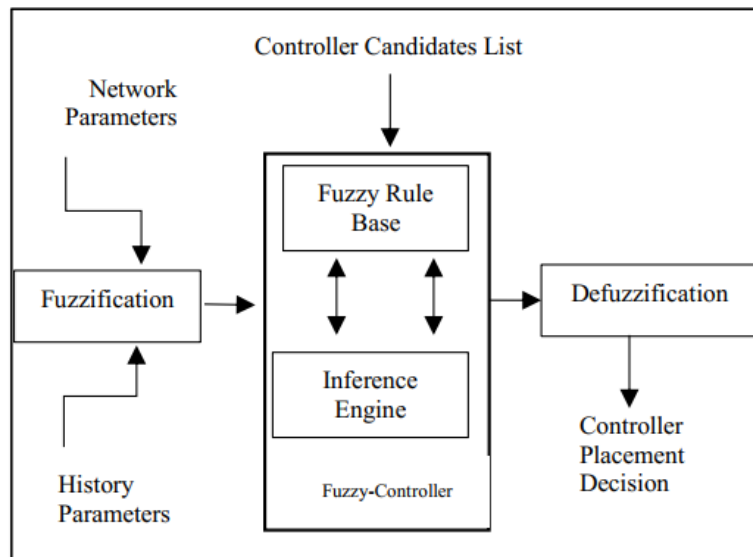 Controller Candidates List
Network
Parameters
Fuzzy Rule
Base
Fuzzification
Defuzzification
Inference
Engine
Controller
Placement
Decision
History
Parameters
Fuzzy-Controller